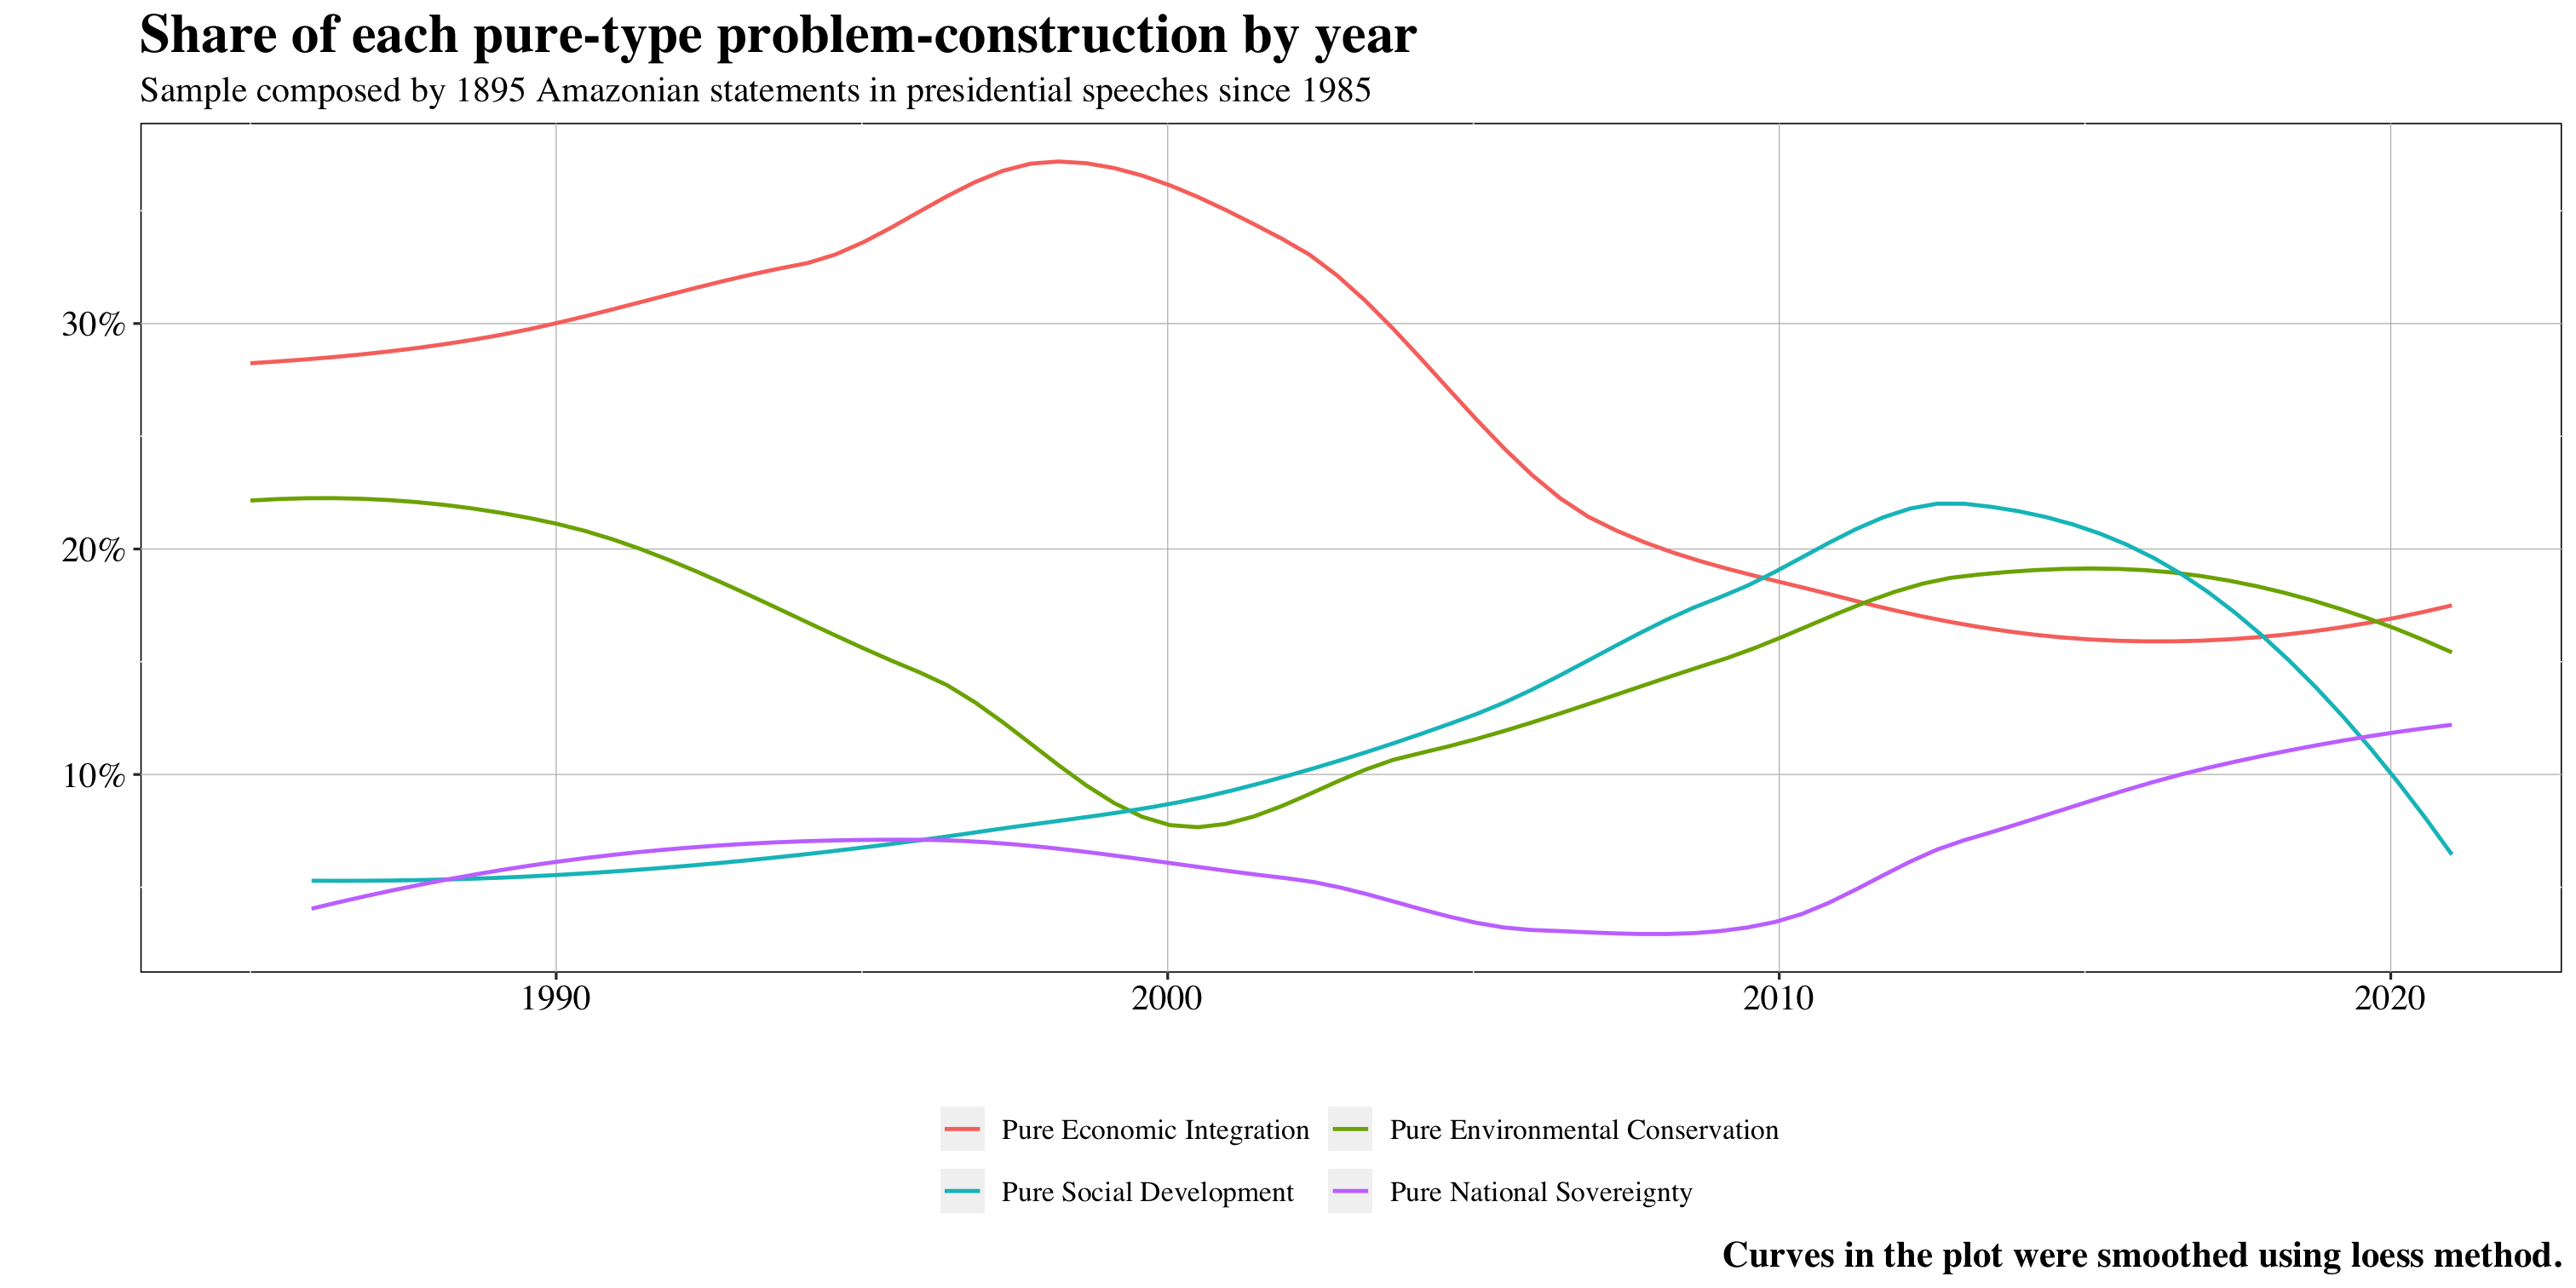 Share of each pure-type problem-construction by year
Sample composed by 1895 Amazonian statements in presidential speeches since 1985
30%
20%
10%
1990 2000 2010 2020
Pure Economic Integration Pure Environmental Conservation
Pure Social Development Pure National Sovereignty
Curves in the plot were smoothed using loess method.